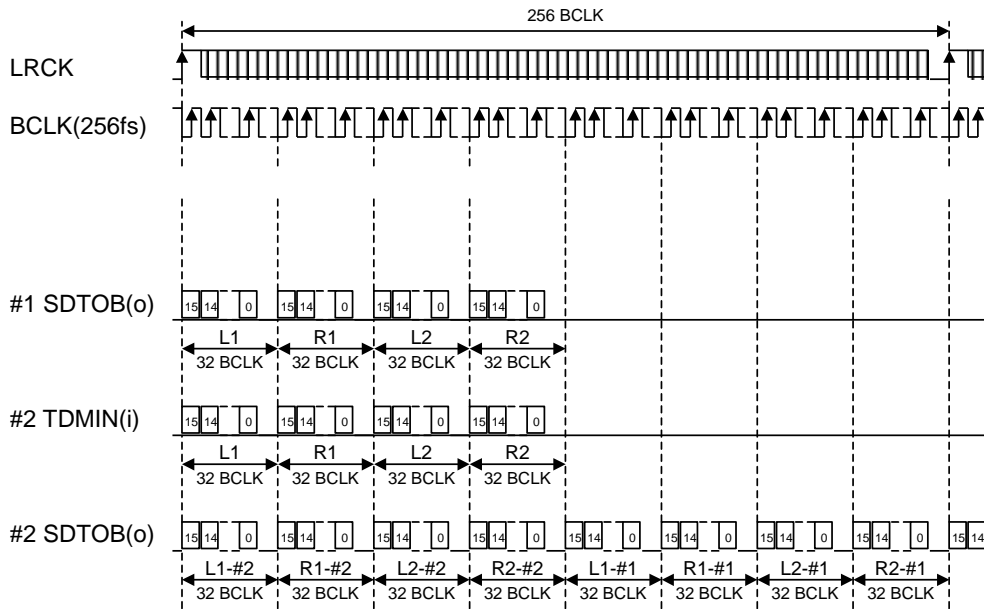 256 BCLK
LRCK
BCLK(256fs)
#1 SDTOB(o)
15 14 0 15 14 0 15 14 0 15 14 0
L1 R1 L2 R2
32 BCLK 32 BCLK 32 BCLK 32 BCLK
#2 TDMIN(i)
15 14 0 15 14 0 15 14 0 15 14 0
L1 R1 L2 R2
32 BCLK 32 BCLK 32 BCLK 32 BCLK
#2 SDTOB(o)
15 14 0 15 14 0 15 14 0 15 14 0 15 14 0 15 14 0 15 14 0 15 14 0 15 14
L1-#2 R1-#2 L2-#2 R2-#2 L1-#1 R1-#1 L2-#1 R2-#1
32 BCLK 32 BCLK 32 BCLK 32 BCLK 32 BCLK 32 BCLK 32 BCLK 32 BCLK